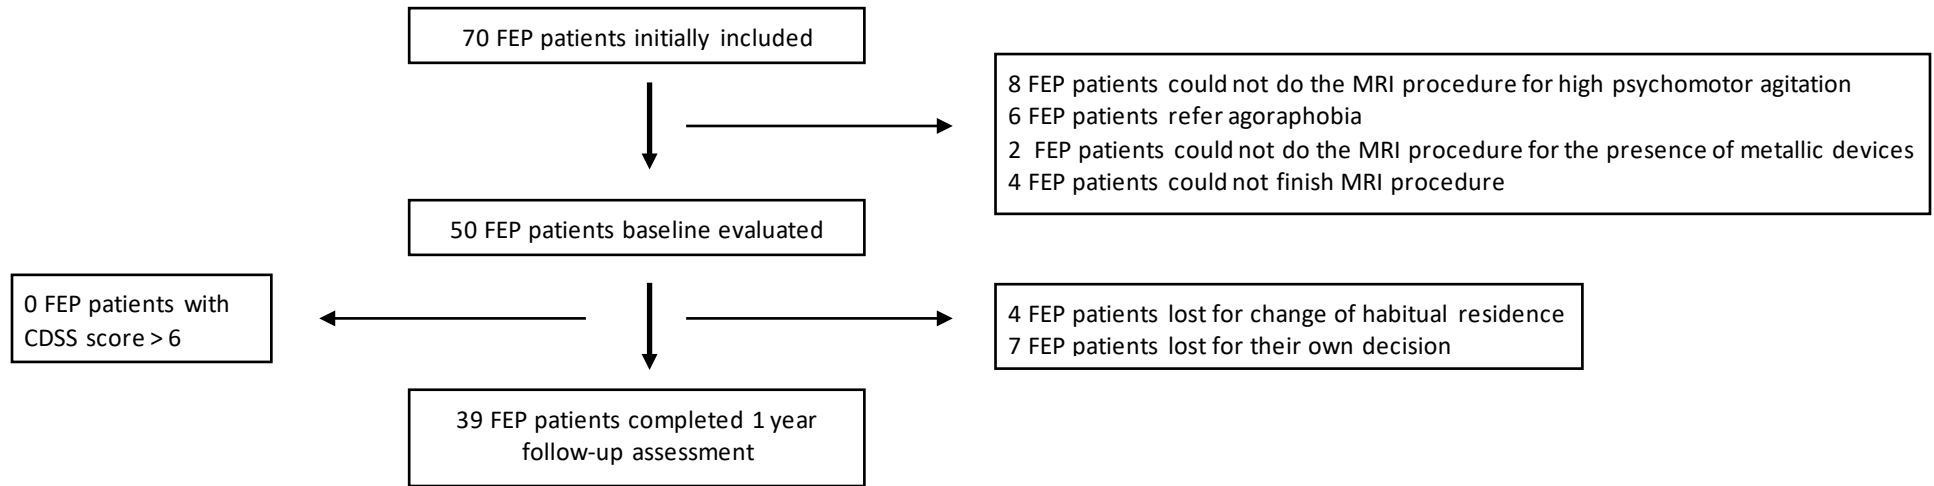 70 FEP patients initially included
8 FEP patients could not do the MRI procedure for high psychomotor agitation
6 FEP patients refer agoraphobia
2 FEP patients could not do the MRI procedure for the presence of metallic devices
4 FEP patients could not finish MRI procedure
50 FEP patients baseline evaluated
0 FEP patients with
CDSS score > 6
4 FEP patients lost for change of habitual residence
7 FEP patients lost for their own decision
39 FEP patients completed 1 year
follow-up assessment